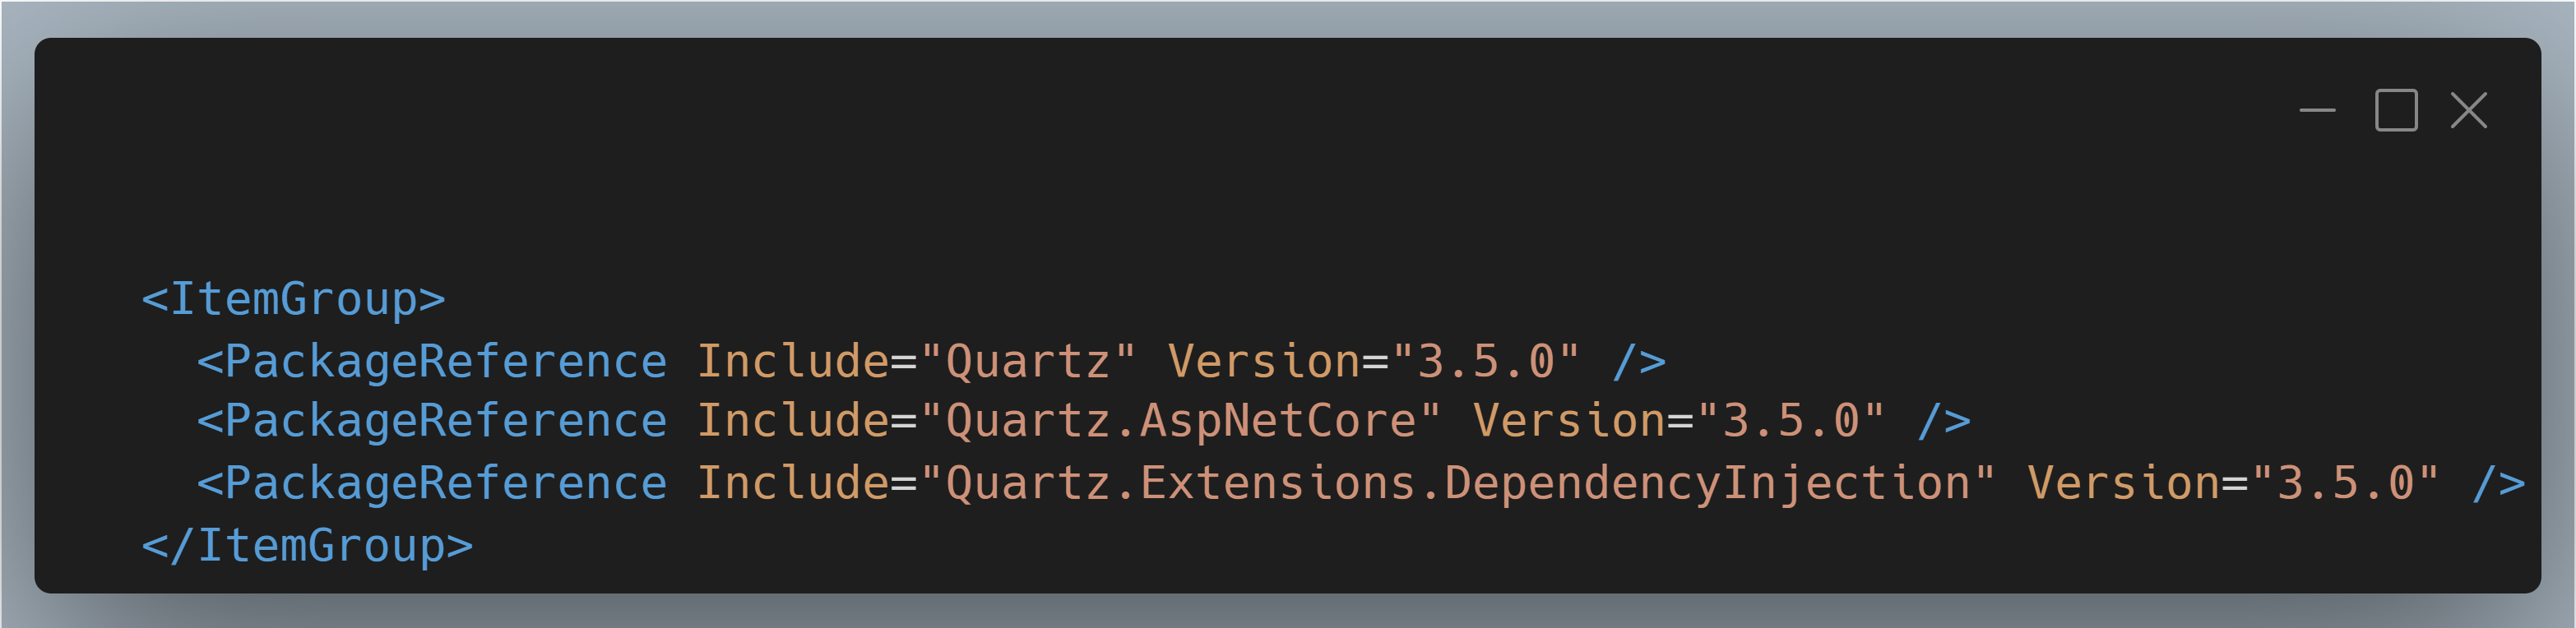 <ItemGroup>
<PackageReference Include="Quartz" Version="3.5.0" />
<PackageReference Include="Quartz.AspNetCore" Version="3.5.0" />
<PackageReference Include="Quartz.Extensions.DependencyInjection" Version="3.5.0" />
</ItemGroup>